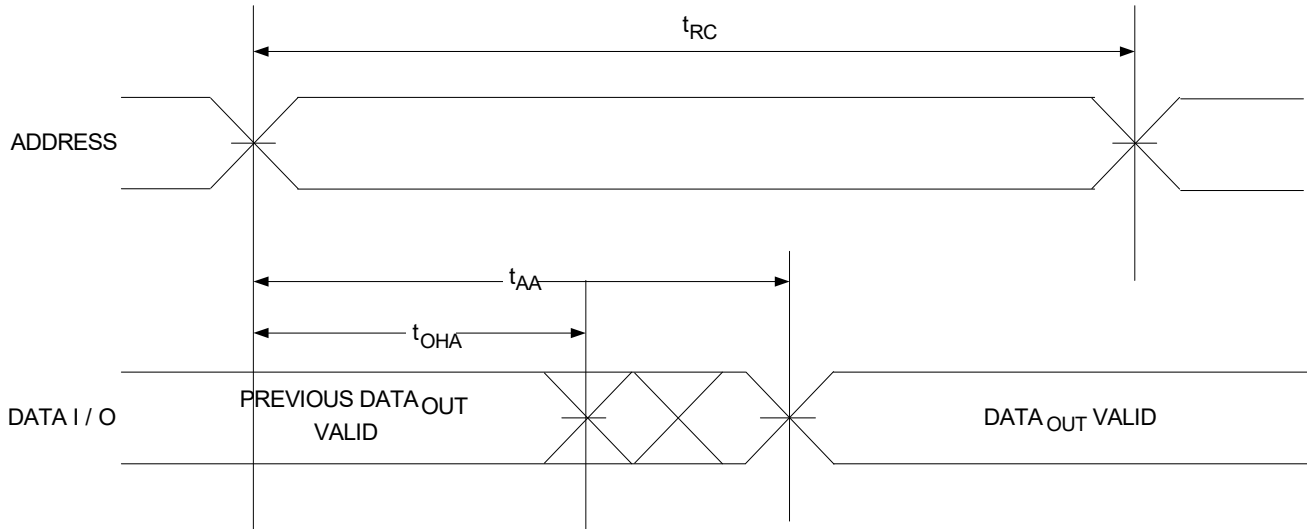 tRC
ADDRESS
tAA
tOHA
PREVIOUS DATA OUT
VALID
DATA I / O
DATA OUT VALID